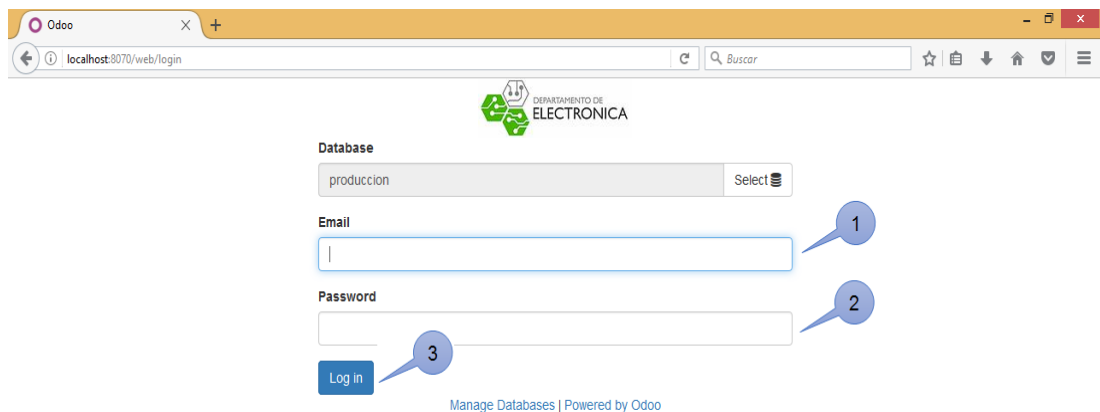 Odoo
localhost:8070/web/login
Buscar
DEPARTAMENTO DE
ELECTRONICA
Database
produccion
Select
Email
1
Password
2
3
Log in
Manage Databases | Powered by Odoo